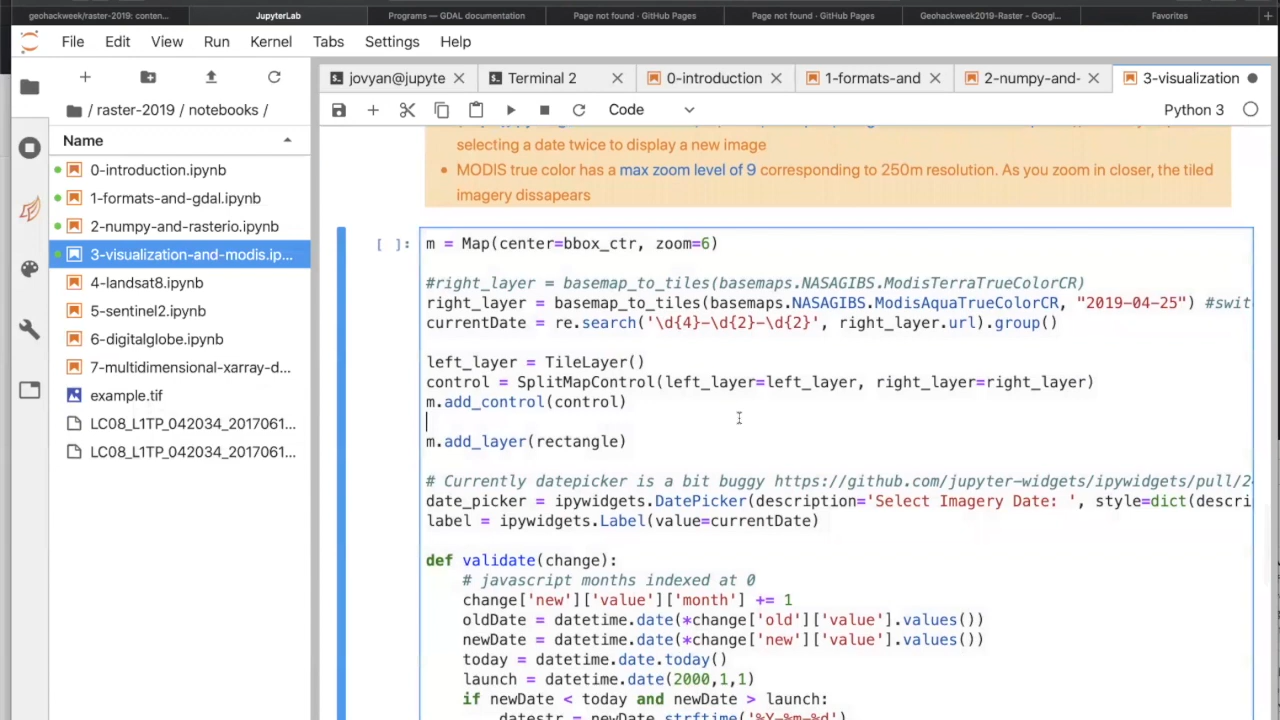 geohackweek/raster-2019: conten...
JupyterLab
Programs — GDAL documentation
Page not found · GitHub Pages
Page not found · GitHub Pages
Geohackweek2019-Raster - Googl...
Favorites
File Edit View Run Kernel Tabs Settings Help
jovyan@jupyte
Terminal 2
0-introduction
1-formats-and
2-numpy-and-
3-visualization
/ raster-2019 / notebooks /
Code
Python 3
Name
0-introduction.ipynb
1-formats-and-gdal.ipynb
2-numpy-and-rasterio.ipynb
3-visualization-and-modis.ip...
4-landsat8.ipynb
5-sentinel2.ipynb
6-digitalglobe.ipynb
7-multidimensional-xarray-d...
example.tif
LC08_L1TP_042034_2017061...
LC08_L1TP_042034_2017061...
selecting a date twice to display a new image
MODIS true color has a max zoom level of 9 corresponding to 250m resolution. As you zoom in closer, the tiled
imagery dissapears
[ ]:
m = Map(center=bbox_ctr, zoom=6)
#right_layer = basemap_to_tiles(basemaps.NASAGIBS.ModisTerraTrueColorCR)
right_layer = basemap_to_tiles(basemaps.NASAGIBS.ModisAquaTrueColorCR, "2019-04-25") #swit
currentDate = re.search('\d{4}-\d{2}-\d{2}', right_layer.url).group()
left_layer = TileLayer()
control = SplitMapControl(left_layer=left_layer, right_layer=right_layer)
m.add_control(control)
m.add_layer(rectangle)
# Currently datepicker is a bit buggy https://github.com/jupyter-widgets/ipywidgets/pull/2
date_picker = ipywidgets.DatePicker(description='Select Imagery Date: ', style=dict(descri
label = ipywidgets.Label(value=currentDate)
def validate(change):
# javascript months indexed at 0
change['new']['value']['month'] += 1
oldDate = datetime.date(*change['old']['value'].values())
newDate = datetime.date(*change['new']['value'].values())
today = datetime.date.today()
launch = datetime.date(2000,1,1)
if newDate < today and newDate > launch:
datestr = newDate.strftime('%Y-%m-%d')